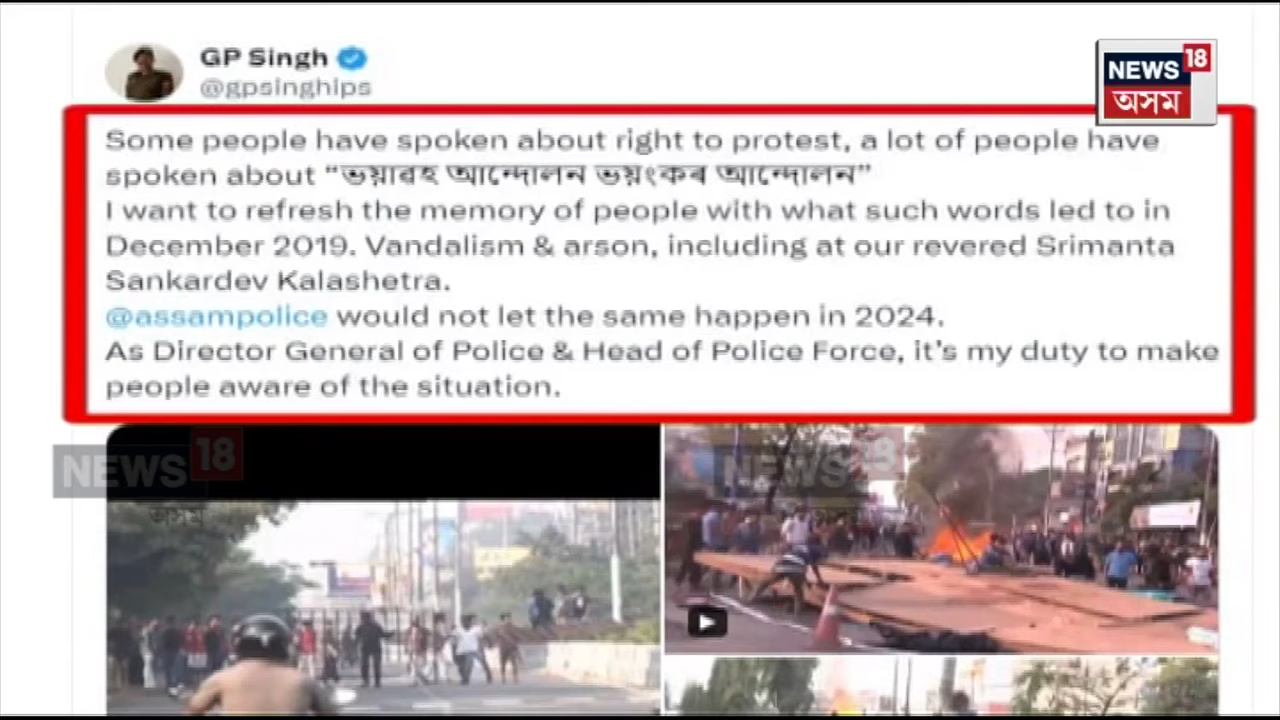 GP Singh
@gpsinghips
NEWS 18
অসম
Some people have spoken about right to protest, a lot of people have
spoken about “ভয়াৱহ আন্দোলন ভয়ংকৰ আন্দোলন”
I want to refresh the memory of people with what such words led to in
December 2019. Vandalism & arson, including at our revered Srimanta
Sankardev Kalashetra.
@assampolice would not let the same happen in 2024.
As Director General of Police & Head of Police Force, it's my duty to make
people aware of the situation.
NEWS 18
অসম
NEWS 18